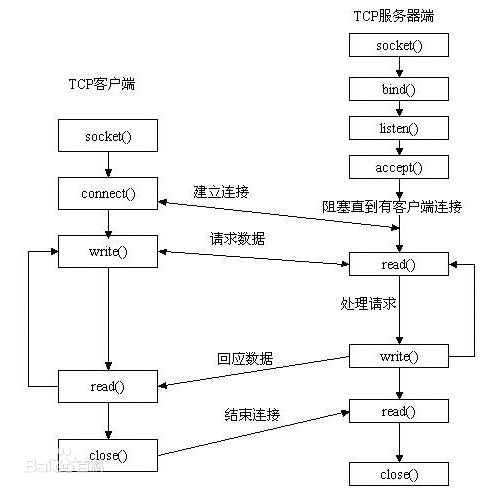 TCP服务器端
socket()
bind()
TCP客户端
listen()
socket()
accept()
connect()
建立连接
阻塞直到有客户端连接
请求数据
write()
read()
处理请求
回应数据
write()
read()
read()
结束连接
close()
close()
Bai百科